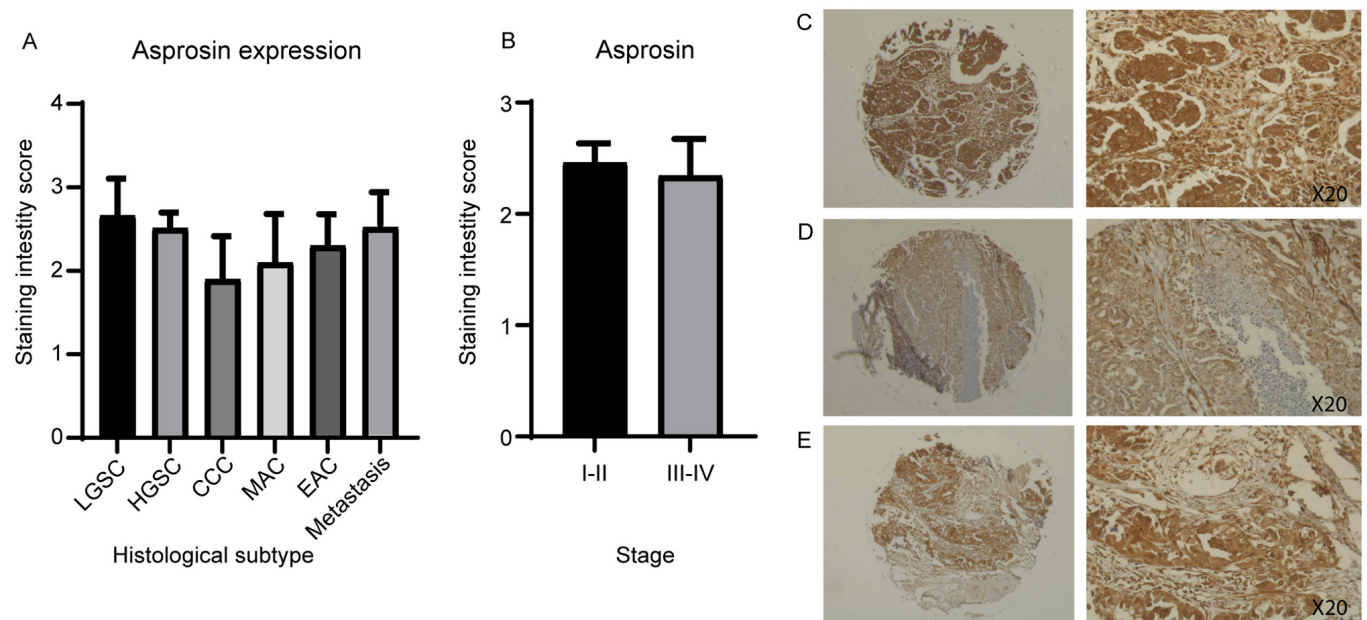 A
Asprosin expression
Staining intestity score
4
3
2
1
0
LGSC
HGSC
CCC
MAC
EAC
Metastasis
Histological subtype
B
Asprosin
Staining intestity score
3
2
1
0
I-II
III-IV
Stage
C
X20
D
X20
E
X20